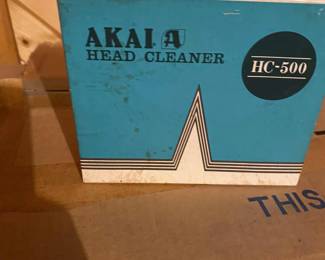 AKAI
HEAD CLEANER
HC-500
THIS